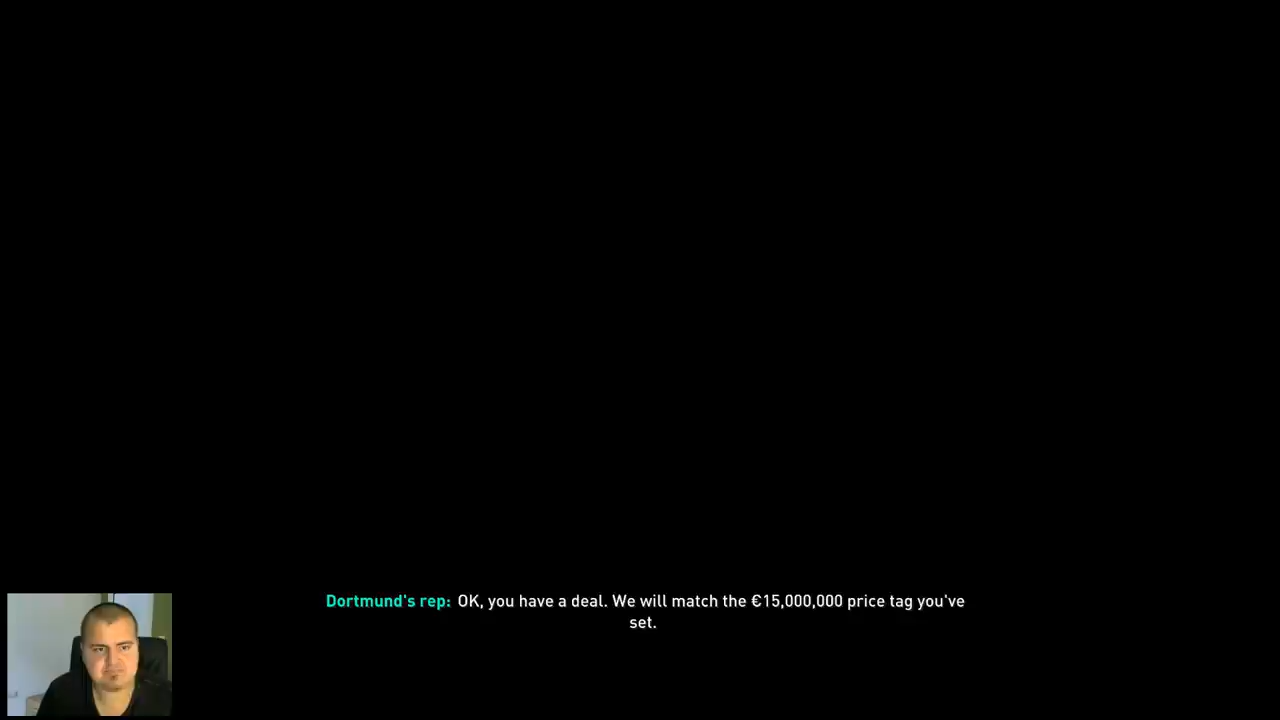 Dortmund's rep: OK, you have a deal. We will match the €15,000,000 price tag you've
set.